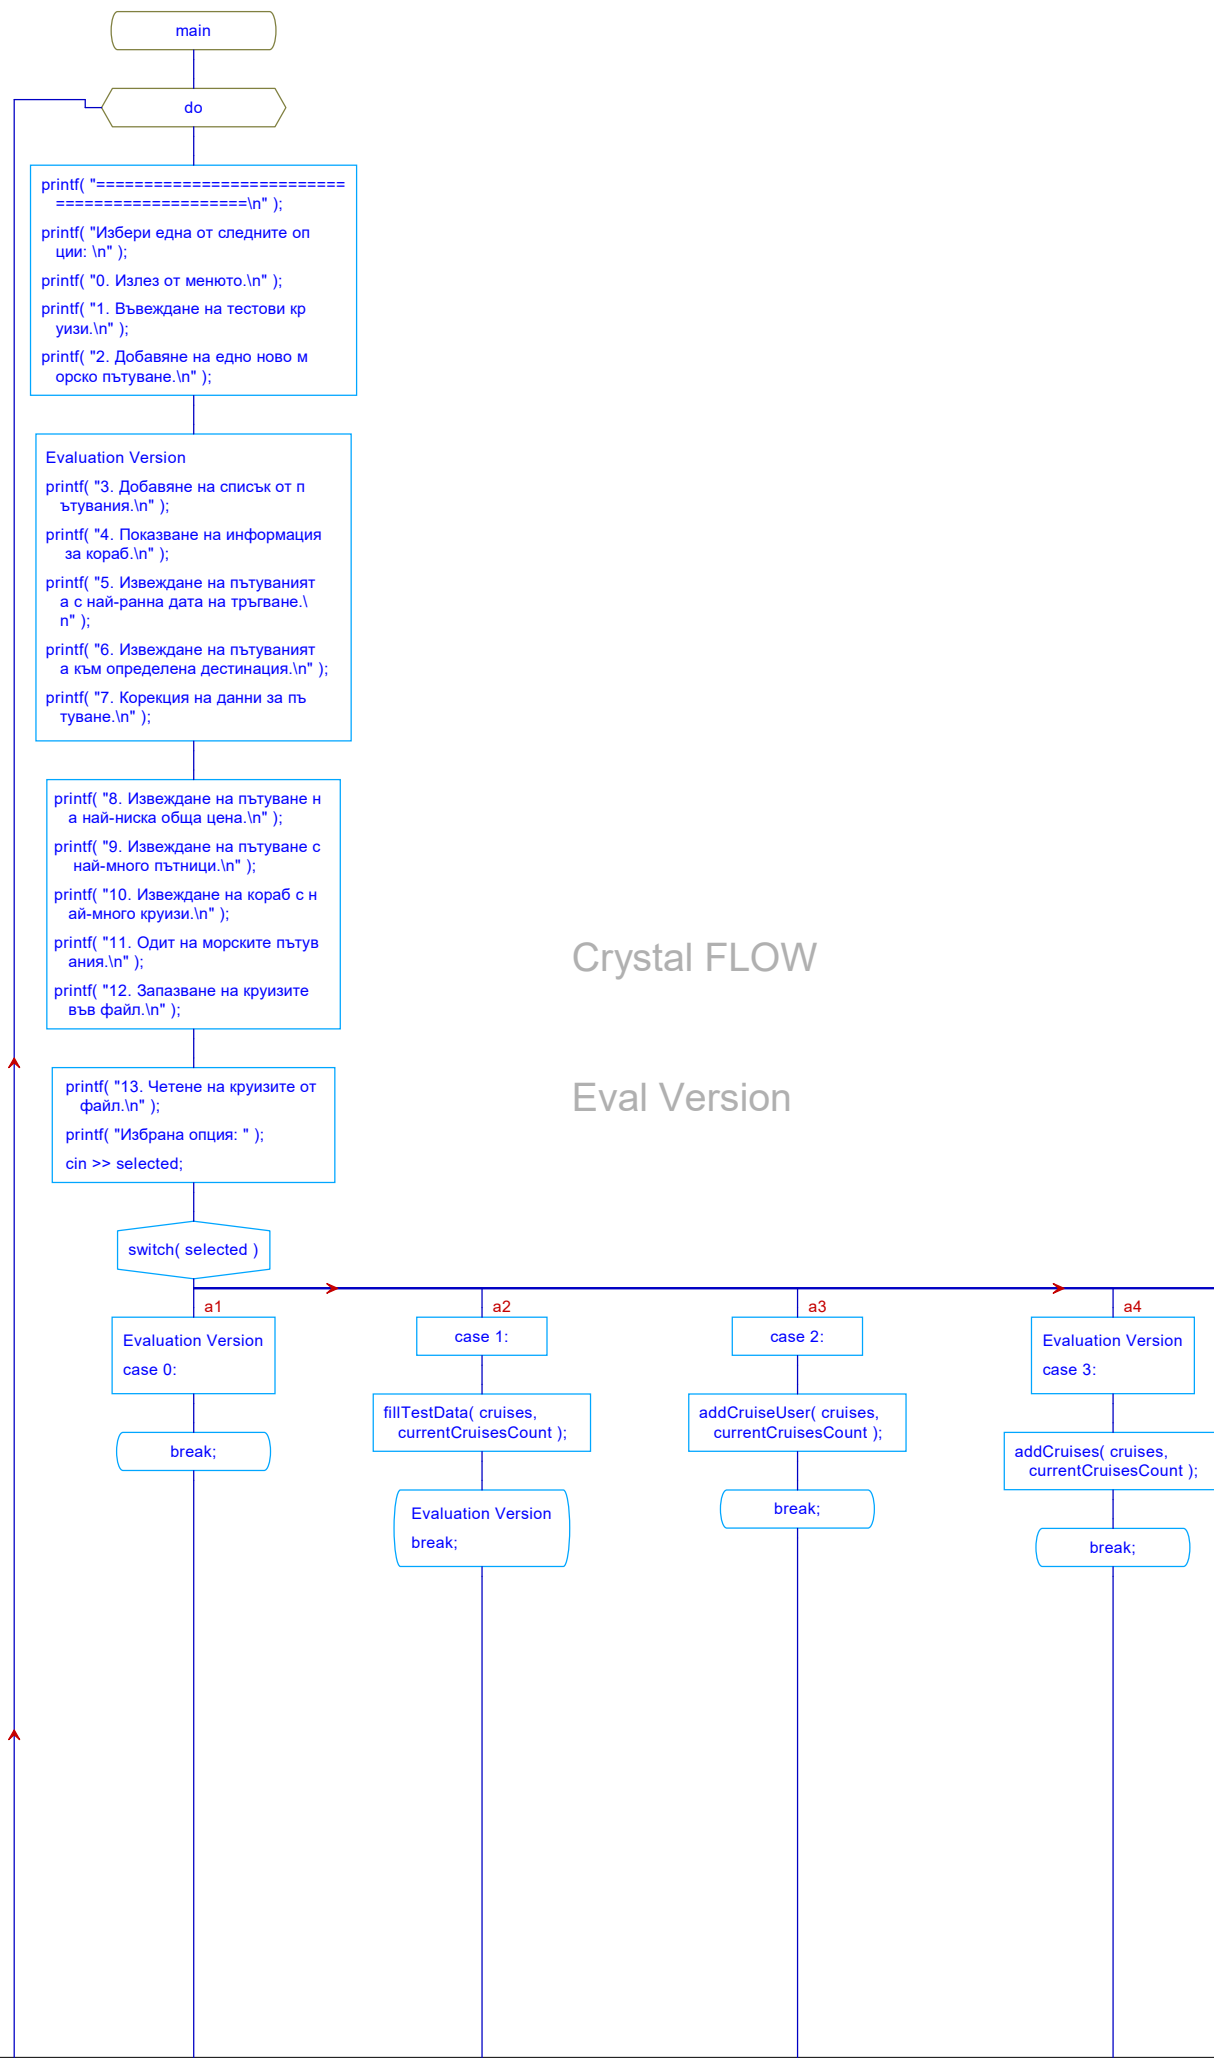 main
do
printf( "==========================
====================\n" );
printf( "Избери една от следните оп
ции: \n" );
printf( "0. Излез от менюто.\n" );
printf( "1. Въвеждане на тестови кр
уизи.\n" );
printf( "2. Добавяне на едно ново м
орско пътуване.\n" );
Evaluation Version
printf( "3. Добавяне на списък от п
ътувания.\n" );
printf( "4. Показване на информация
за кораб.\n" );
printf( "5. Извеждане на пътуваният
а с най-ранна дата на тръгване.\
n" );
printf( "6. Извеждане на пътуваният
а към определена дестинация.\n" );
printf( "7. Корекция на данни за пъ
туване.\n" );
printf( "8. Извеждане на пътуване н
а най-ниска обща цена.\n" );
printf( "9. Извеждане на пътуване с
най-много пътници.\n" );
printf( "10. Извеждане на кораб с н
ай-много круизи.\n" );
printf( "11. Одит на морските пътув
ания.\n" );
printf( "12. Запазване на круизите
във файл.\n" );
Crystal FLOW
printf( "13. Четене на круизите от
файл.\n" );
printf( "Избрана опция: " );
cin >> selected;
Eval Version
switch( selected )
a1
a2
a3
a4
Evaluation Version
case 0:
case 1:
case 2:
Evaluation Version
case 3:
break;
fillTestData( cruises,
currentCruisesCount );
addCruiseUser( cruises,
currentCruisesCount );
addCruises( cruises,
currentCruisesCount );
Evaluation Version
break;
break;
break;